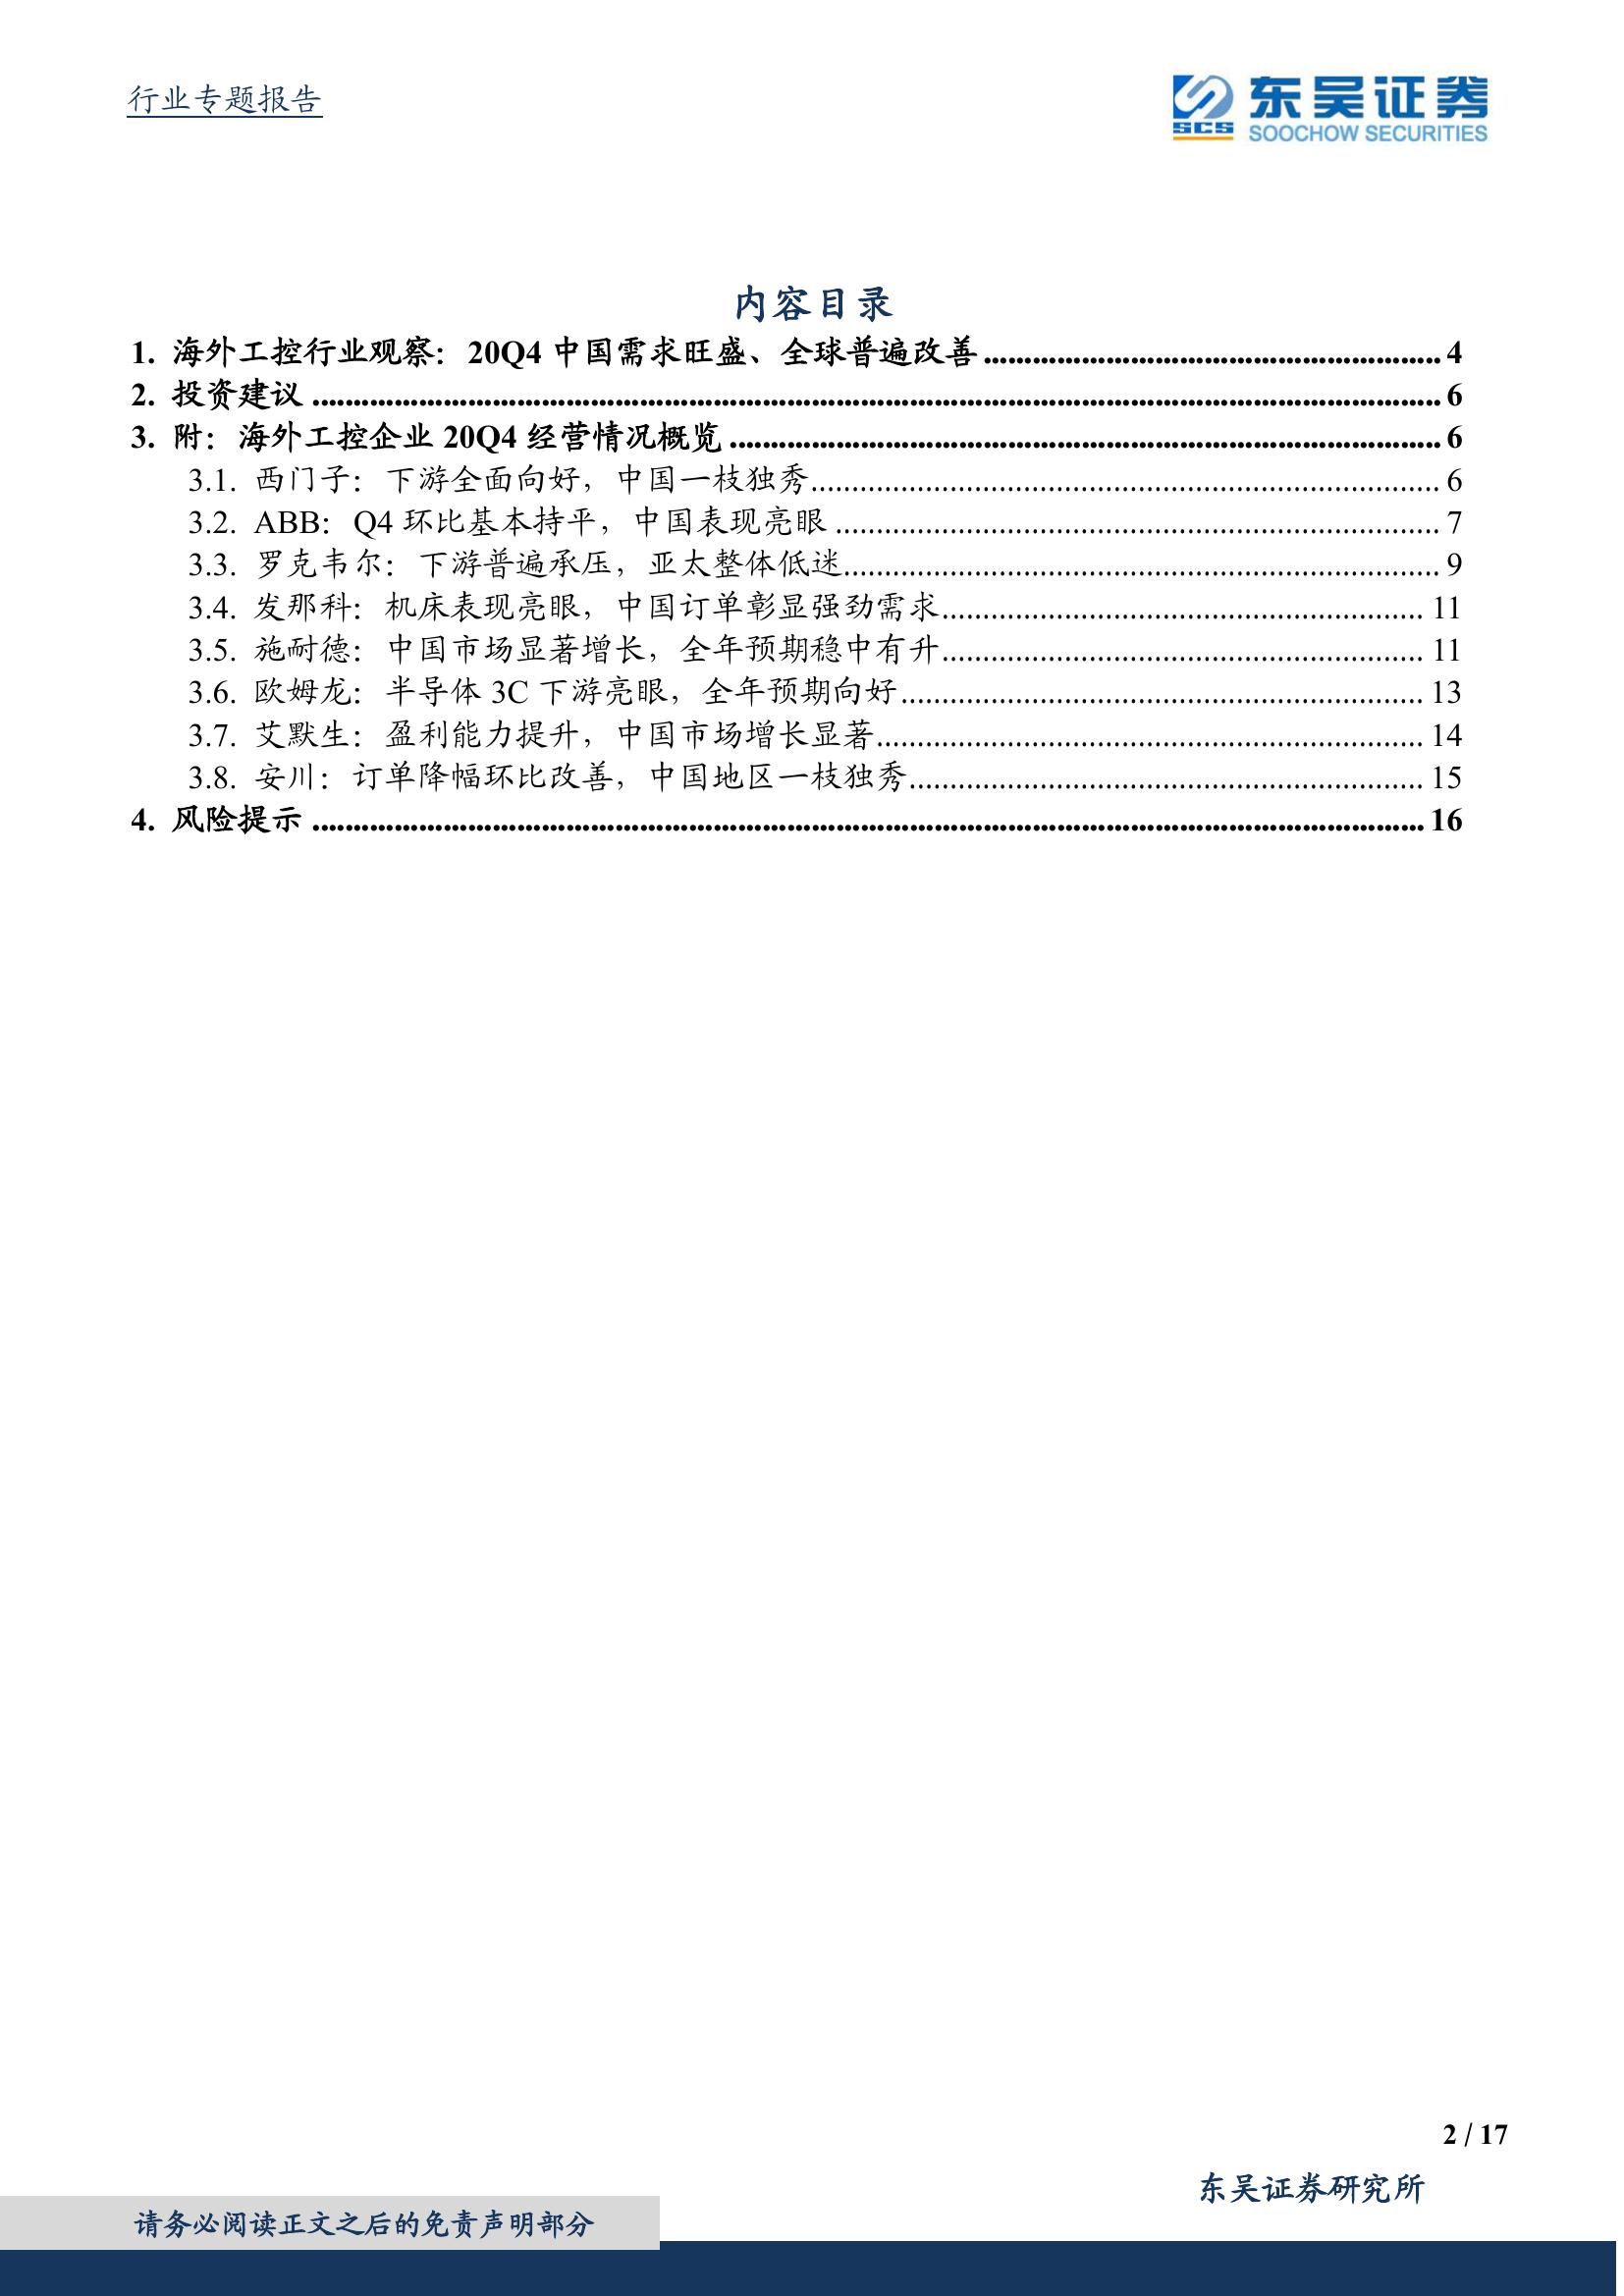 行业专题报告
SCS
东吴证券
SOOCHOW SECURITIES
内容目录
1. 海外工控行业观察：20Q4 中国需求旺盛、全球普遍改善 4
2. 投资建议 6
3. 附：海外工控企业 20Q4 经营情况概览 6
3.1. 西门子：下游全面向好，中国一枝独秀 6
3.2. ABB：Q4 环比基本持平，中国表现亮眼 7
3.3. 罗克韦尔：下游普遍承压，亚太整体低迷 9
3.4. 发那科：机床表现亮眼，中国订单彰显强劲需求 11
3.5. 施耐德：中国市场显著增长，全年预期稳中有升 11
3.6. 欧姆龙：半导体 3C 下游亮眼，全年预期向好 13
3.7. 艾默生：盈利能力提升，中国市场增长显著 14
3.8. 安川：订单降幅环比改善，中国地区一枝独秀 15
4. 风险提示 16
2 / 17
东吴证券研究所
请务必阅读正文之后的免责声明部分